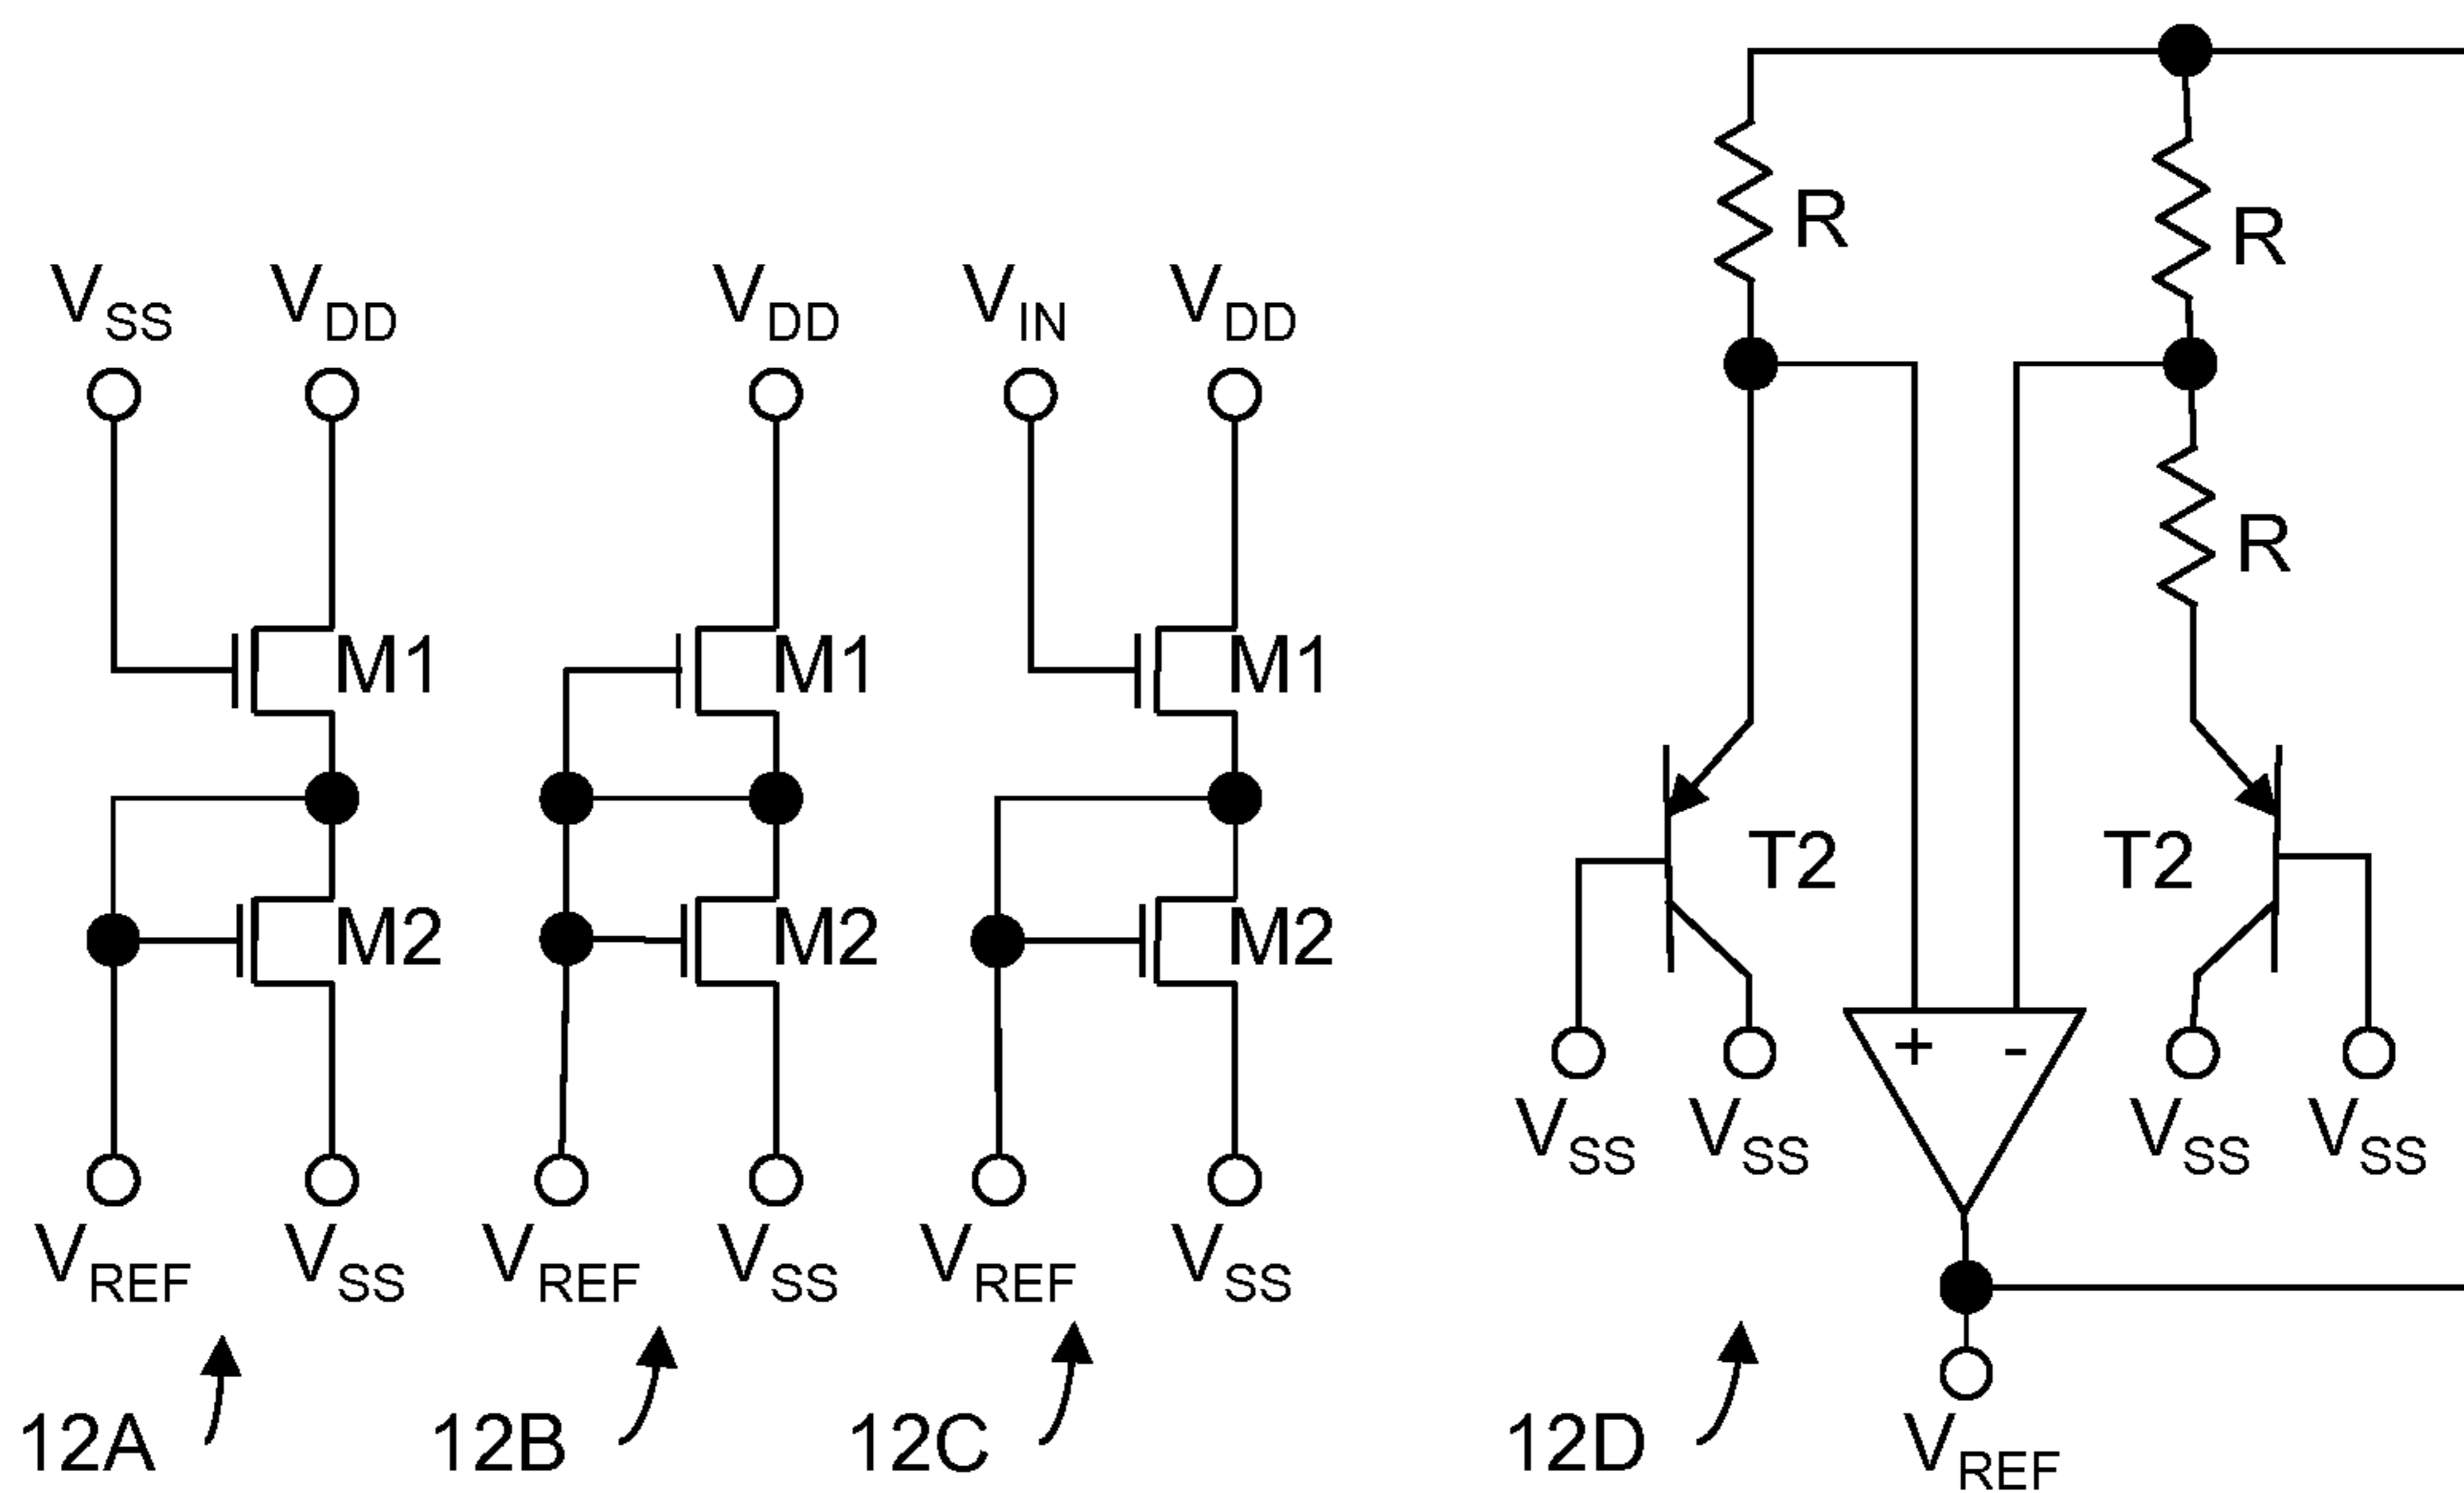 R
R
VSS VDD VDD VIN VDD
R
M1 M1 M1
T2 T2
M2 M2 M2
+ -
VSS VSS VSS VSS
VREF VSS VREF VSS VREF VSS
12A 12B 12C 12D VREF